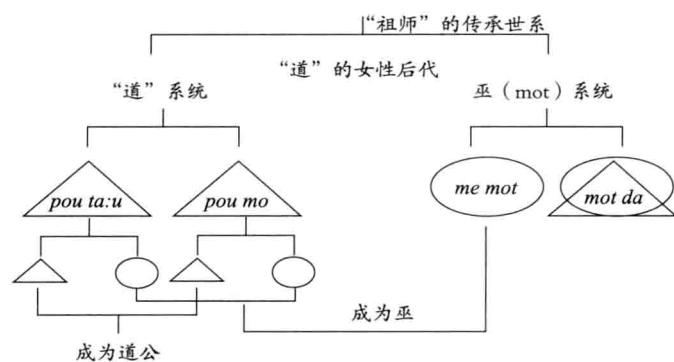 “祖师”的传承世系
“道”的女性后代
“道”系统
巫（mot）系统
pou ta:u
pou mo
me mot
mot da
成为巫
成为道公